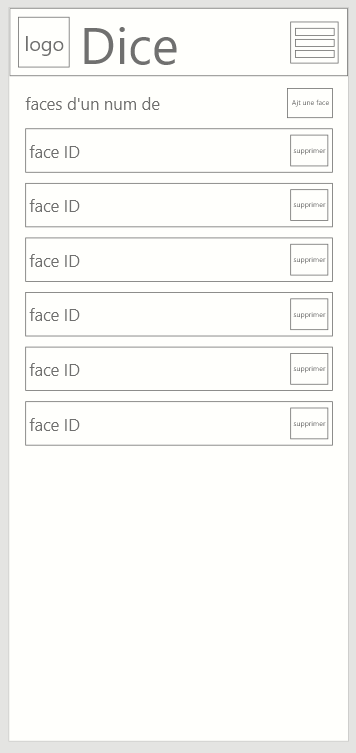 logo Dice
faces d'un num de
Ajt une face
face ID
supprimer
face ID
supprimer
face ID
supprimer
face ID
supprimer
face ID
supprimer
face ID
supprimer